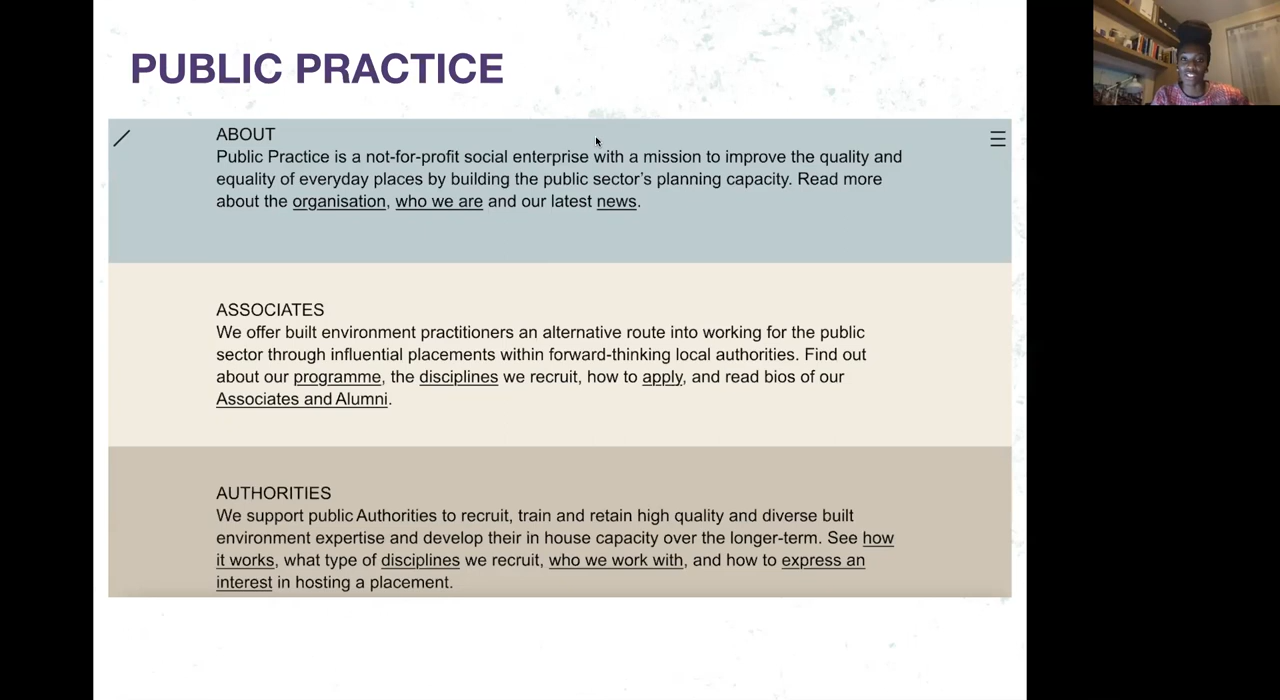 PUBLIC PRACTICE
ABOUT
Public Practice is a not-for-profit social enterprise with a mission to improve the quality and
equality of everyday places by building the public sector's planning capacity. Read more
about the organisation, who we are and our latest news.
ASSOCIATES
We offer built environment practitioners an alternative route into working for the public
sector through influential placements within forward-thinking local authorities. Find out
about our programme, the disciplines we recruit, how to apply, and read bios of our
Associates and Alumni.
AUTHORITIES
We support public Authorities to recruit, train and retain high quality and diverse built
environment expertise and develop their in house capacity over the longer-term. See how
it works, what type of disciplines we recruit, who we work with, and how to express an
interest in hosting a placement.